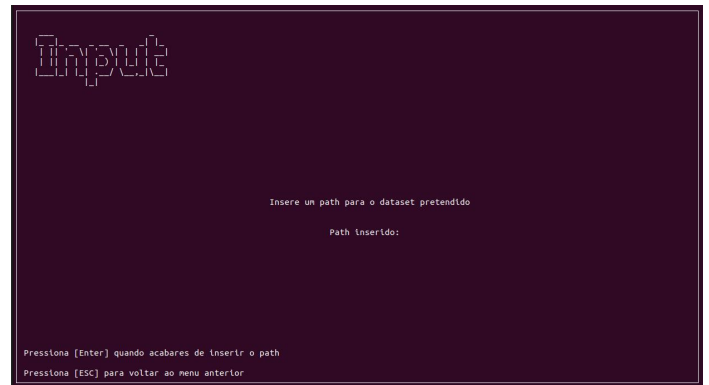 Input
Insere um path para o dataset pretendido
Path inserido:
Pressiona [Enter] quando acabares de inserir o path
Pressiona [ESC] para voltar ao menu anterior